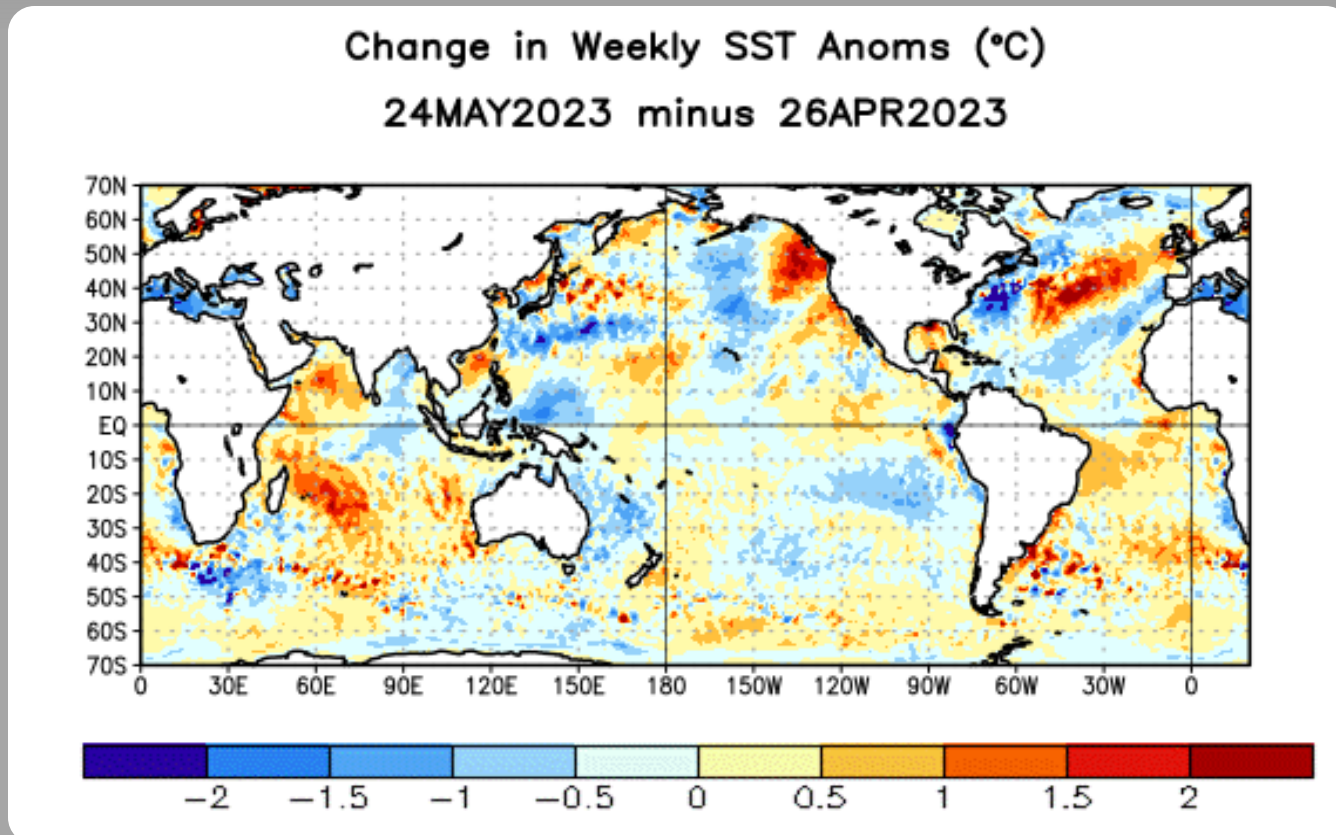 Change in Weekly SST Anoms (°C)
24MAY2023 minus 26APR2023
70N
60N
50N
40N
30N
20N
10N
EQ
10S
20S
30S
40S
50S
60S
70S
0 30E 60E 90E 120E 150E 180 150W 120W 90W 60W 30W 0
−2 −1.5 −1 −0.5 0 0.5 1 1.5 2